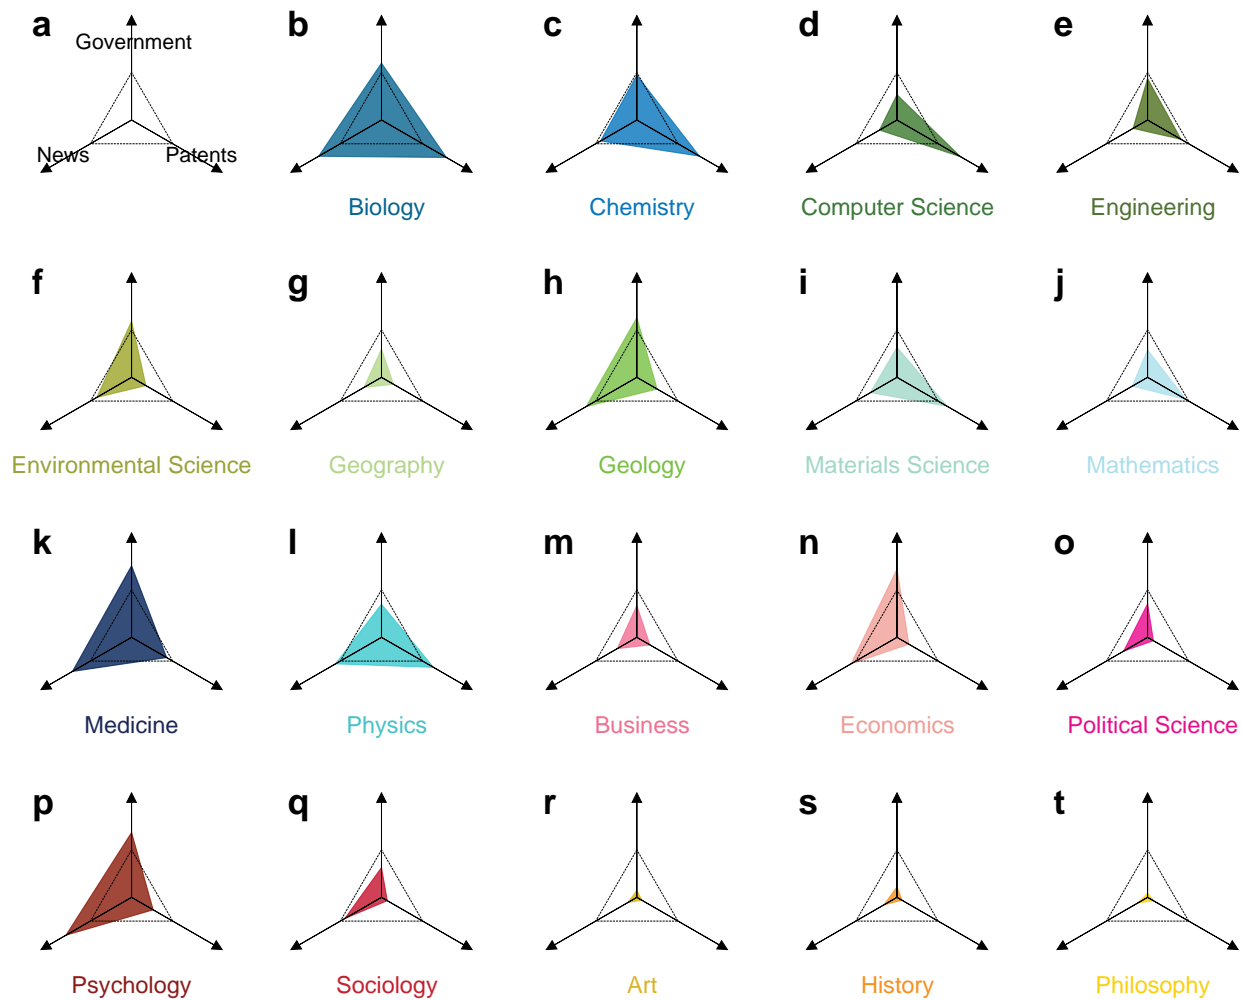 a
Government
News
Patents
b
Biology
c
Chemistry
d
Computer Science
e
Engineering
f
Environmental Science
g
Geography
h
Geology
i
Materials Science
j
Mathematics
k
Medicine
l
Physics
m
Business
n
Economics
o
Political Science
p
Psychology
q
Sociology
r
Art
s
History
t
Philosophy